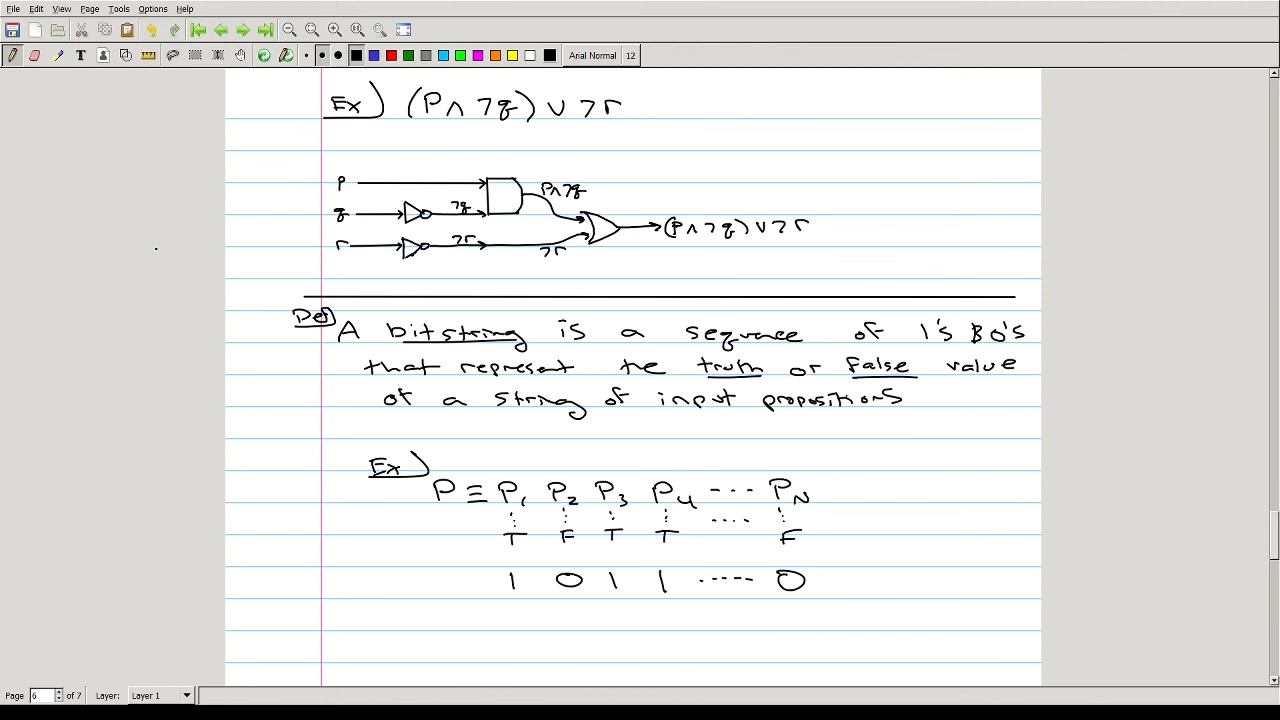 File Edit View Page Tools Options Help
Arial Normal 12
Ex) (P∧¬q)∨¬r
p
q ¬q
r ¬r
P∧¬q
¬r
(P∧¬q)∨¬r
Def) A bitstring is a sequence of 1's & 0's
that represent the truth or false value
of a string of input propositions
Ex)
P ≡ P₁ P₂ P₃ P₄ --- P_N
T F T T .... F
1 0 1 1 ----- 0
Page 6 of 7 Layer: Layer 1